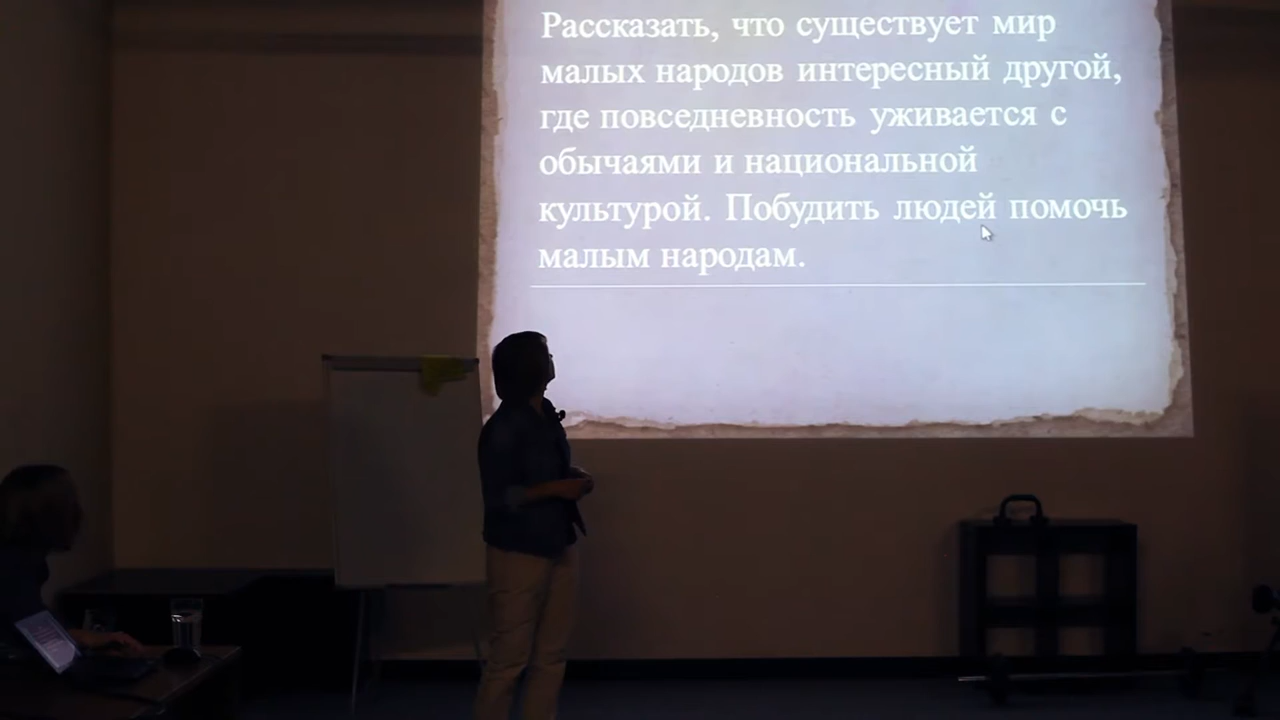 Рассказать, что существует мир
малых народов интересный другой,
где повседневность уживается с
обычаями и национальной
культурой. Побудить людей помочь
малым народам.